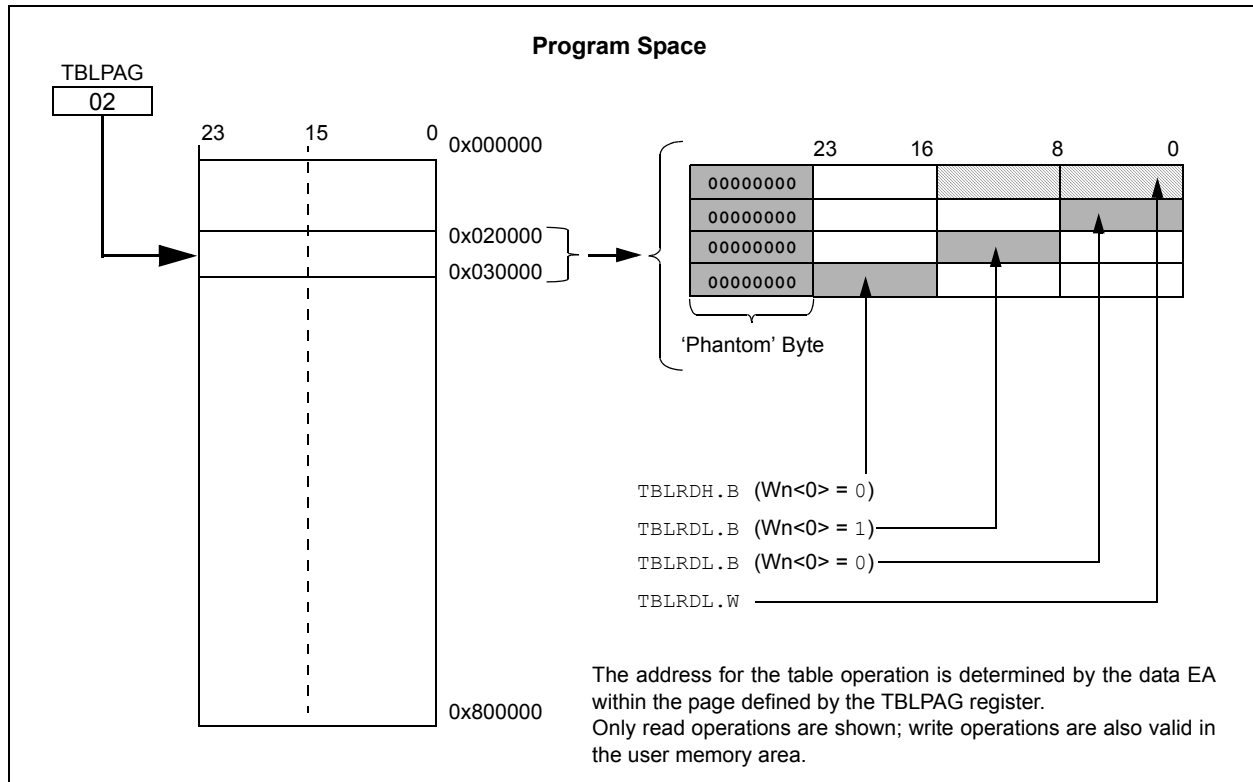 Program Space
TBLPAG
02
23 15 0
0x000000
0x020000
0x030000
0x800000
23 16 8 0
00000000
00000000
00000000
00000000
‘Phantom’ Byte
TBLRDH.B (Wn<0> = 0)
TBLRDL.B (Wn<0> = 1)
TBLRDL.B (Wn<0> = 0)
TBLRDL.W
The address for the table operation is determined by the data EA
within the page defined by the TBLPAG register.
Only read operations are shown; write operations are also valid in
the user memory area.